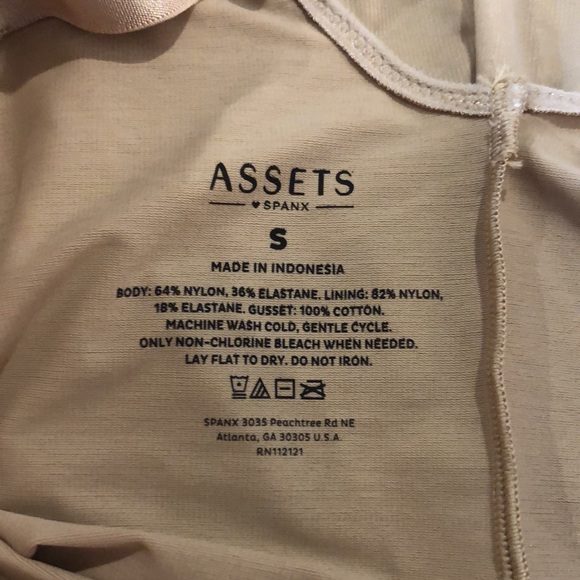 ASSETS
♥ SPANX
S
MADE IN INDONESIA
BODY: 64% NYLON, 36% ELASTANE. LINING: 82% NYLON,
18% ELASTANE. GUSSET: 100% COTTON.
MACHINE WASH COLD, GENTLE CYCLE.
ONLY NON-CHLORINE BLEACH WHEN NEEDED.
LAY FLAT TO DRY. DO NOT IRON.
SPANX 3035 Peachtree Rd NE
Atlanta, GA 30305 U.S.A.
RN112121